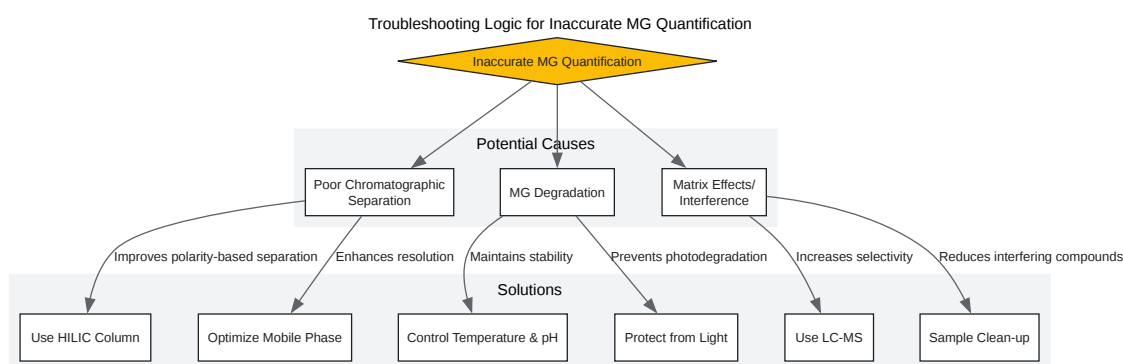 Troubleshooting Logic for Inaccurate MG Quantification
Inaccurate MG Quantification
Potential Causes
Poor Chromatographic
Separation
MG Degradation
Matrix Effects/
Interference
Improves polarity-based separation
Enhances resolution
Maintains stability
Prevents photodegradation
Increases selectivity
Reduces interfering compounds
Solutions
Use HILIC Column
Optimize Mobile Phase
Control Temperature & pH
Protect from Light
Use LC-MS
Sample Clean-up